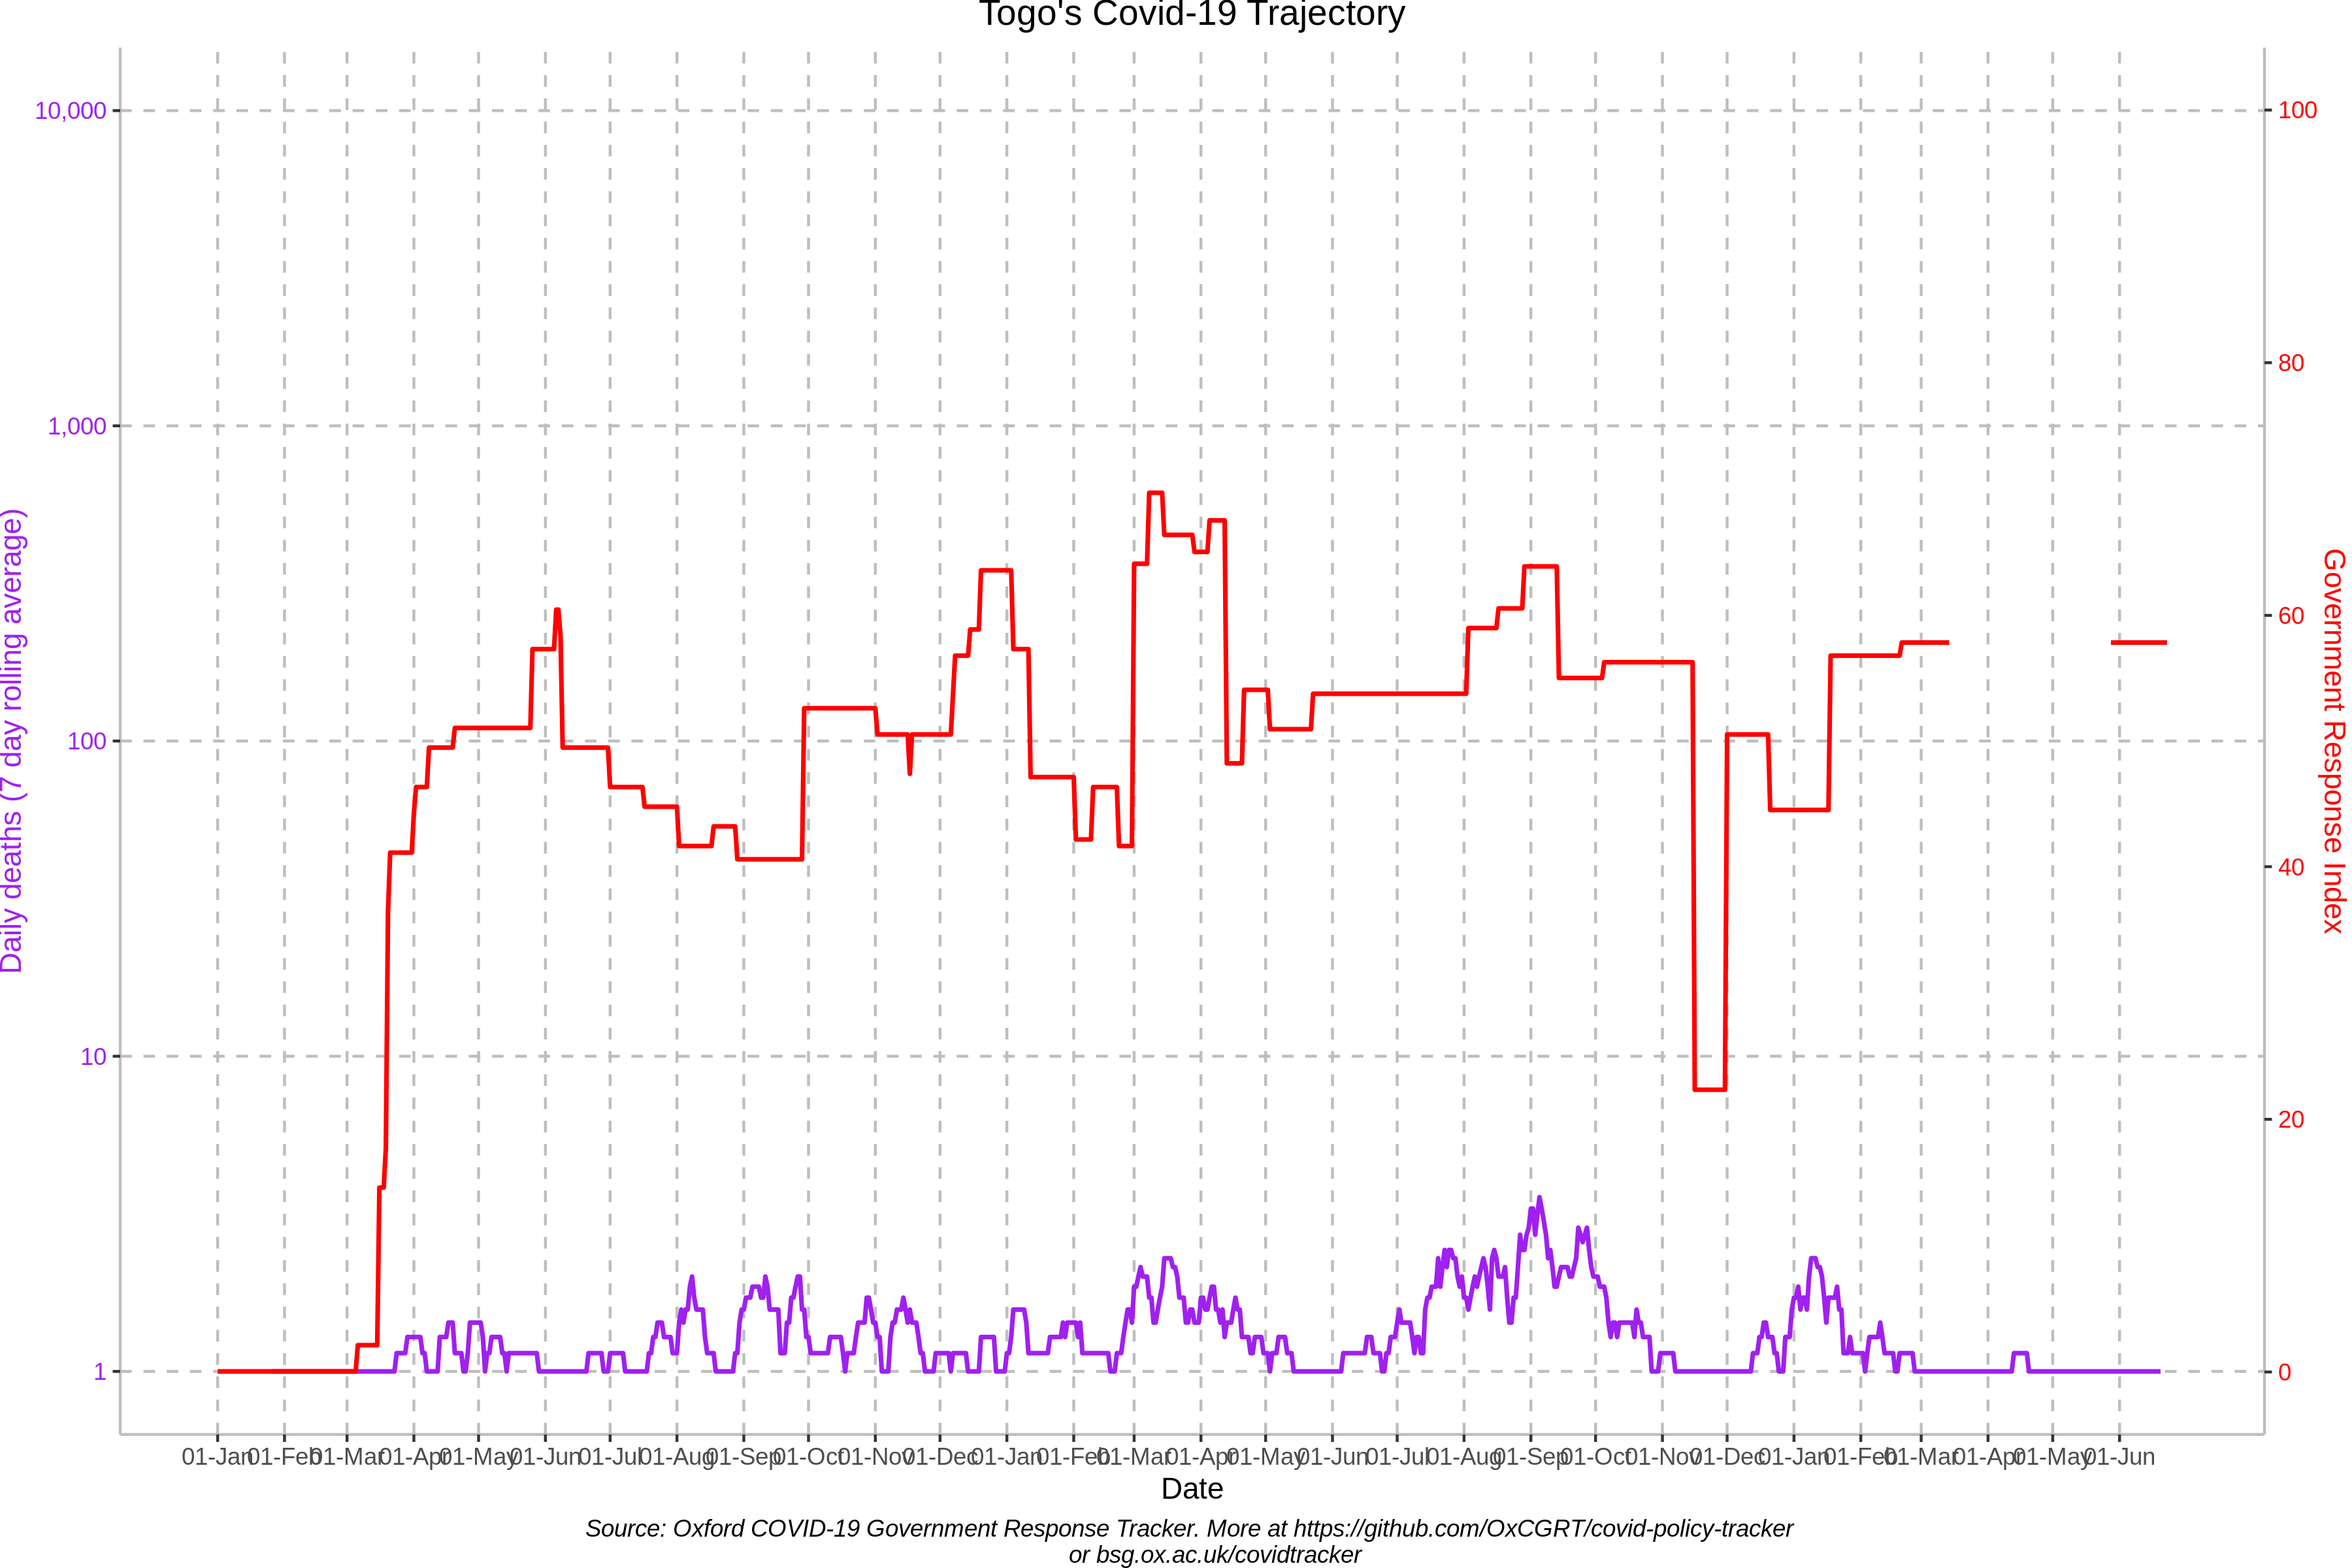 Togo's Covid-19 Trajectory
10,000
1,000
100
10
1
Daily deaths (7 day rolling average)
100
80
60
40
20
0
Government Response Index
01-Jan 01-Feb 01-Mar 01-Apr 01-May 01-Jun 01-Jul 01-Aug 01-Sep 01-Oct 01-Nov 01-Dec 01-Jan 01-Feb 01-Mar 01-Apr 01-May 01-Jun 01-Jul 01-Aug 01-Sep 01-Oct 01-Nov 01-Dec 01-Jan 01-Feb 01-Mar 01-Apr 01-May 01-Jun
Date
Source: Oxford COVID-19 Government Response Tracker. More at https://github.com/OxCGRT/covid-policy-tracker
or bsg.ox.ac.uk/covidtracker